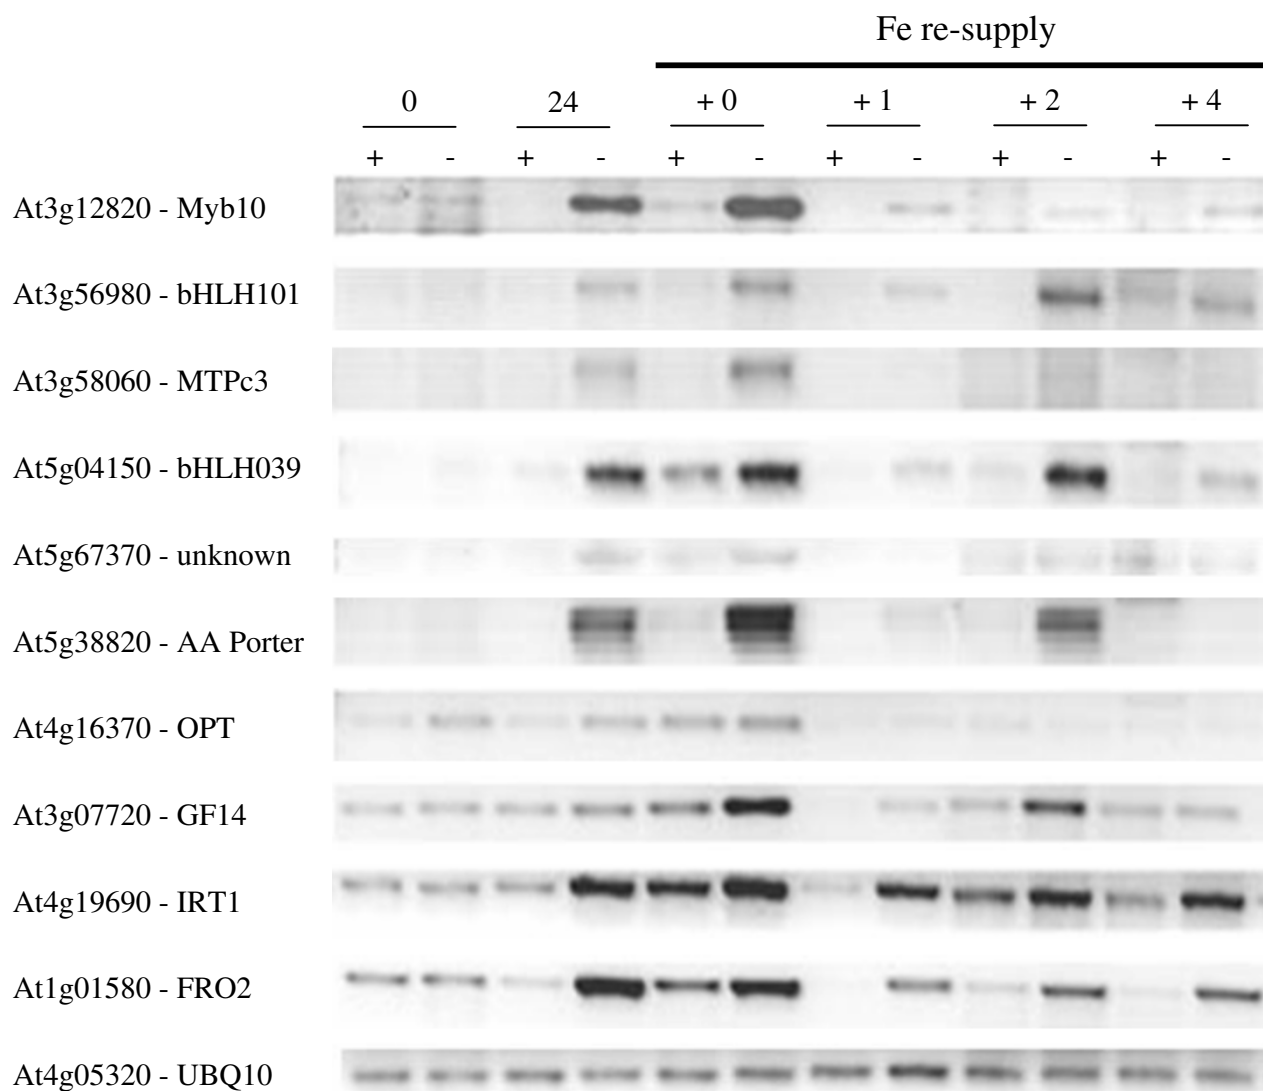 Fe re-supply
0 24 + 0 + 1 + 2 + 4
+ - + - + - + - + - + -
At3g12820 - Myb10
At3g56980 - bHLH101
At3g58060 - MTPc3
At5g04150 - bHLH039
At5g67370 - unknown
At5g38820 - AA Porter
At4g16370 - OPT
At3g07720 - GF14
At4g19690 - IRT1
At1g01580 - FRO2
At4g05320 - UBQ10